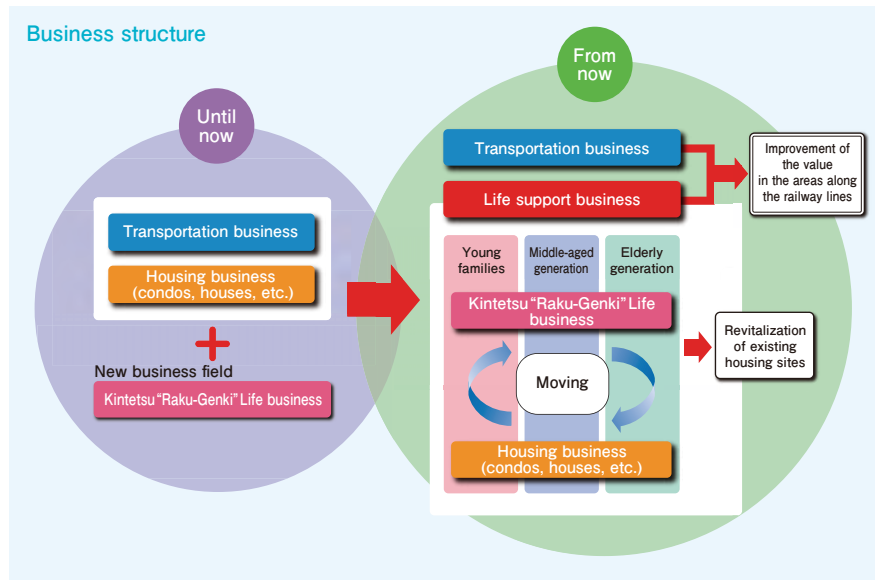 Business structure
Until
now
Transportation business
Housing business
(condos, houses, etc.)
New business field
Kintetsu “Raku-Genki” Life business
From
now
Transportation business
Life support business
Improvement of
the value
in the areas along
the railway lines
Young
families
Middle-aged
generation
Elderly
generation
Kintetsu “Raku-Genki” Life
business
Moving
Housing business
(condos, houses, etc.)
Revitalization
of existing
housing sites